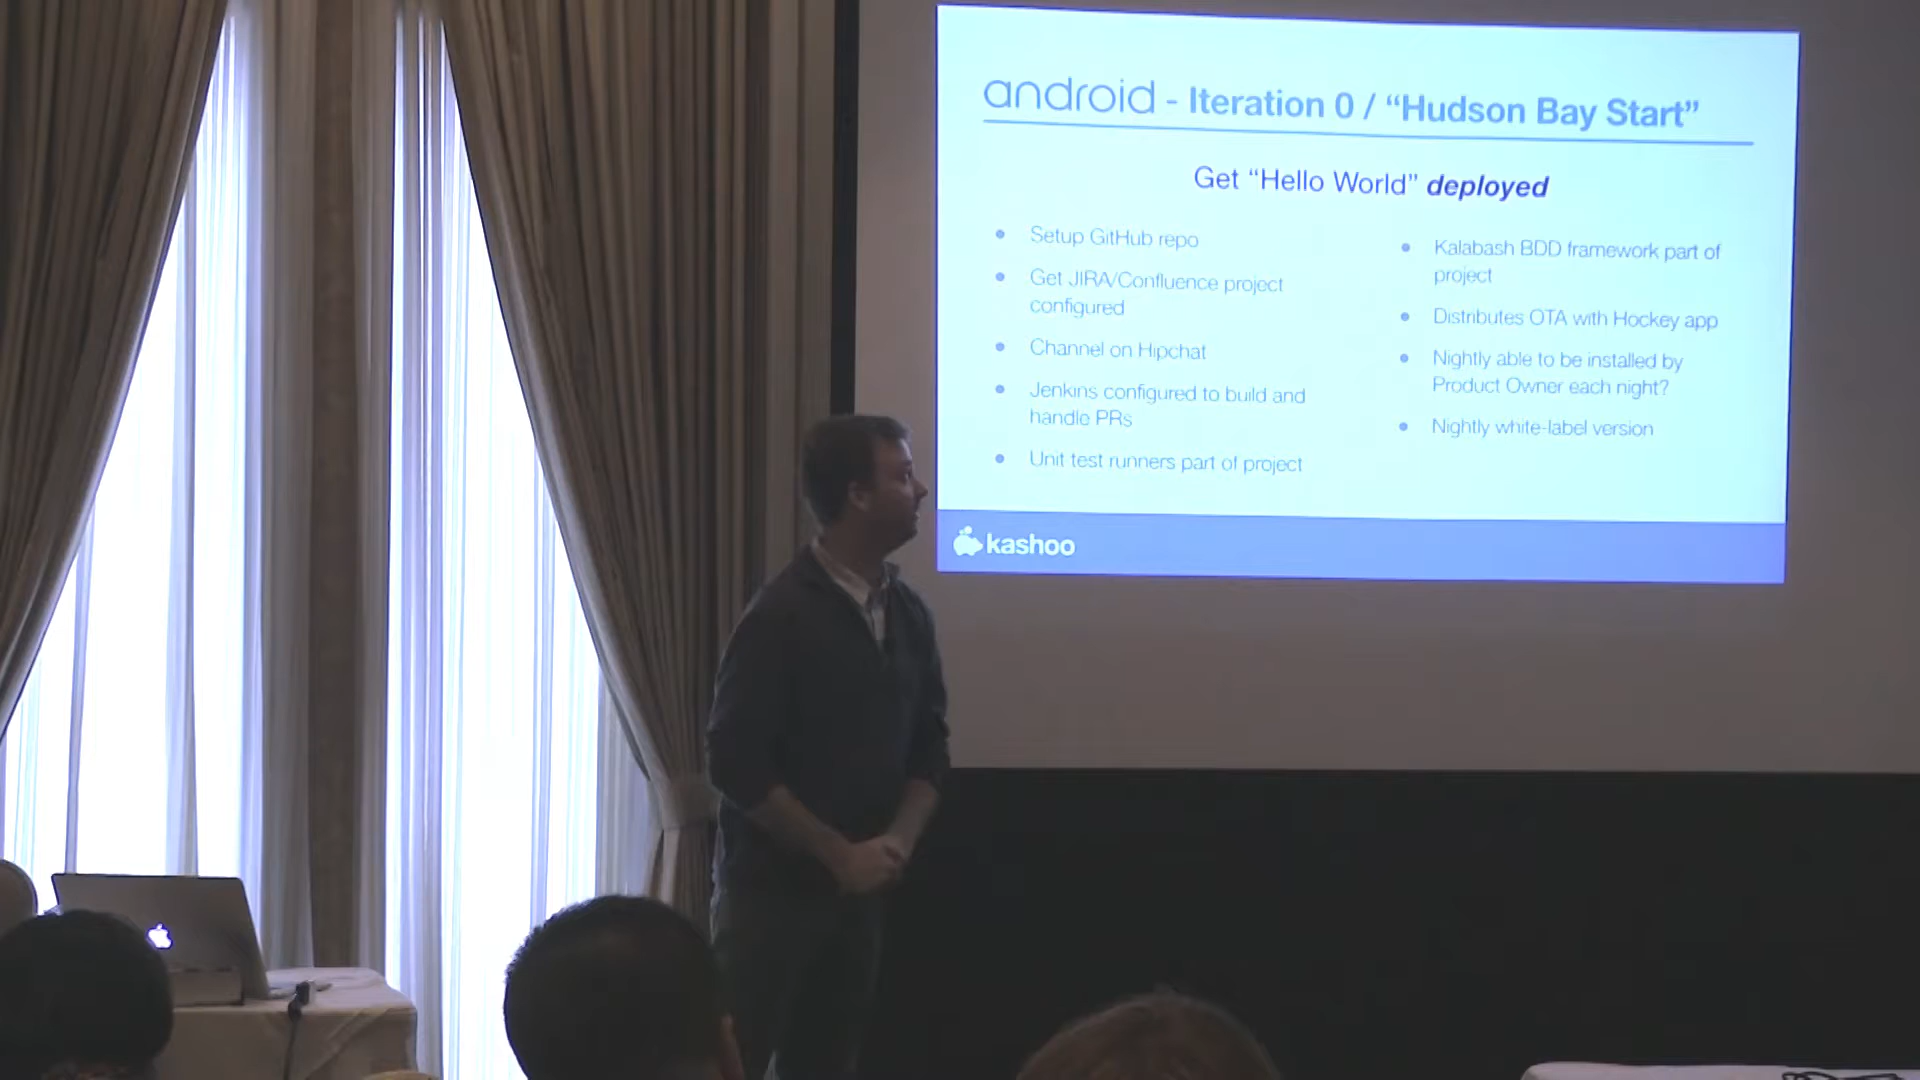 android - Iteration 0 / “Hudson Bay Start”
Get “Hello World” deployed
Setup GitHub repo
Get JIRA/Confluence project
configured
Channel on Hipchat
Jenkins configured to build and
handle PRs
Unit test runners part of project
Kalabash BDD framework part of
project
Distributes OTA with Hockey app
Nightly able to be installed by
Product Owner each night?
Nightly white-label version
kashoo